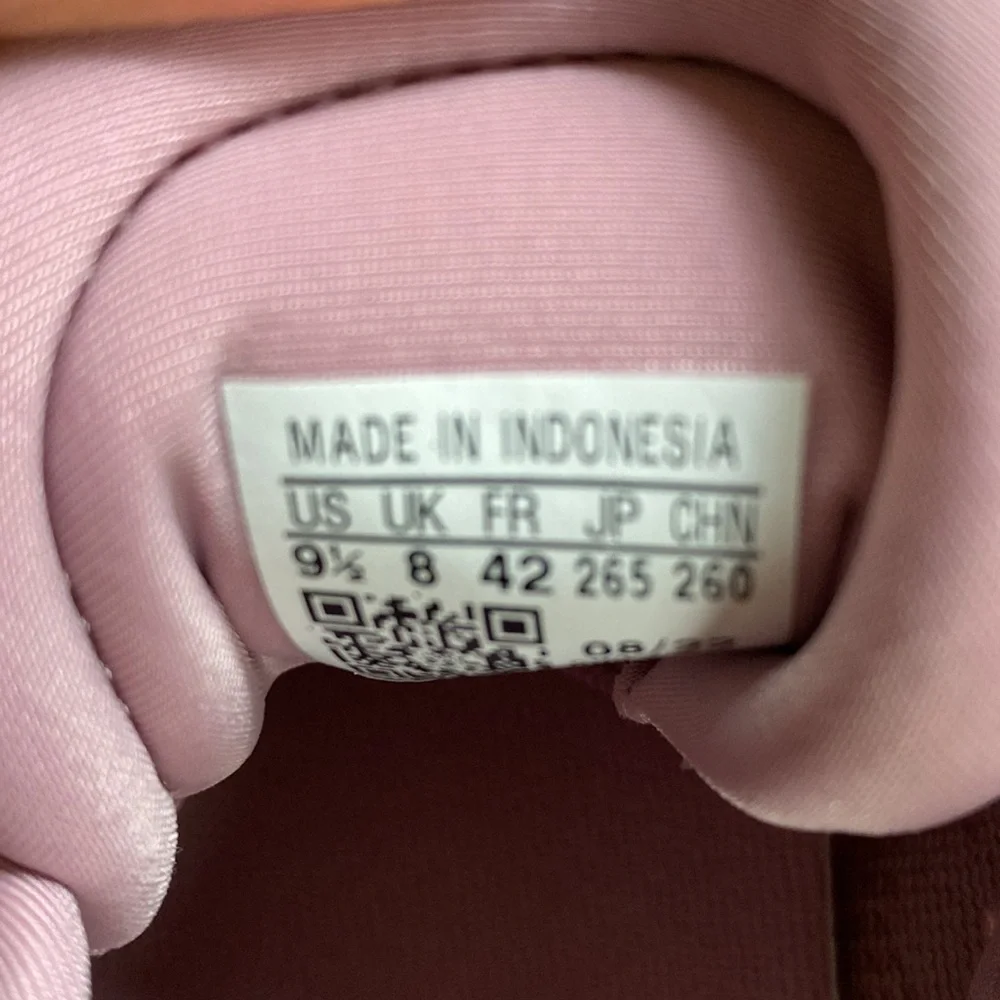 MADE IN INDONESIA
US UK FR JP CHN
9½ 8 42 265 260